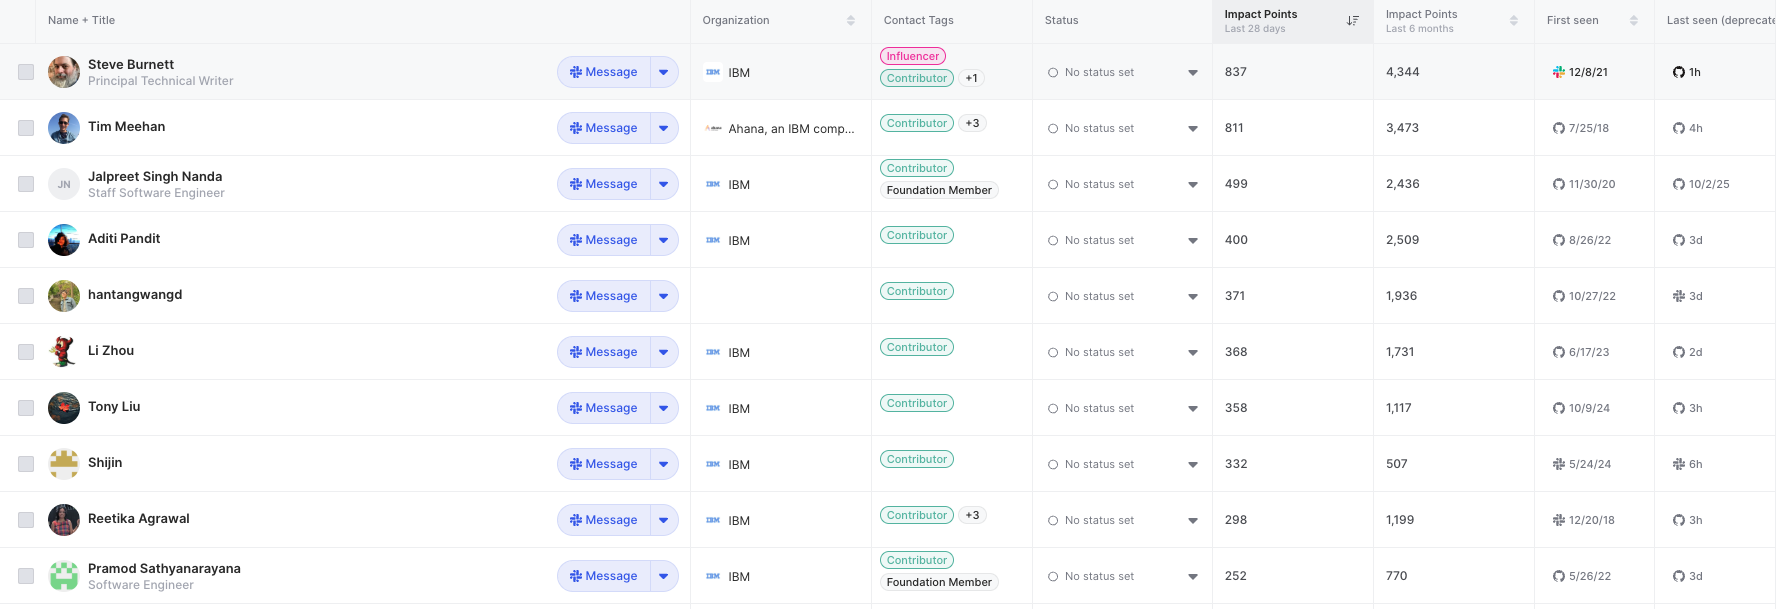 Name + Title Organization Contact Tags Status Impact Points Last 28 days Impact Points Last 6 months First seen Last seen (deprecate
Steve Burnett
Principal Technical Writer
Message
IBM IBM
Influencer
Contributor +1
No status set
837
4,344
12/8/21
1h
Tim Meehan
Message
Ahana, an IBM comp...
Contributor +3
No status set
811
3,473
7/25/18
4h
JN
Jalpreet Singh Nanda
Staff Software Engineer
Message
IBM IBM
Contributor
Foundation Member
No status set
499
2,436
11/30/20
10/2/25
Aditi Pandit
Message
IBM IBM
Contributor
No status set
400
2,509
8/26/22
3d
hantangwangd
Message
Contributor
No status set
371
1,936
10/27/22
3d
Li Zhou
Message
IBM IBM
Contributor
No status set
368
1,731
6/17/23
2d
Tony Liu
Message
IBM IBM
Contributor
No status set
358
1,117
10/9/24
3h
Shijin
Message
IBM IBM
Contributor
No status set
332
507
5/24/24
6h
Reetika Agrawal
Message
IBM IBM
Contributor +3
No status set
298
1,199
12/20/18
3h
Pramod Sathyanarayana
Software Engineer
Message
IBM IBM
Contributor
Foundation Member
No status set
252
770
5/26/22
3d